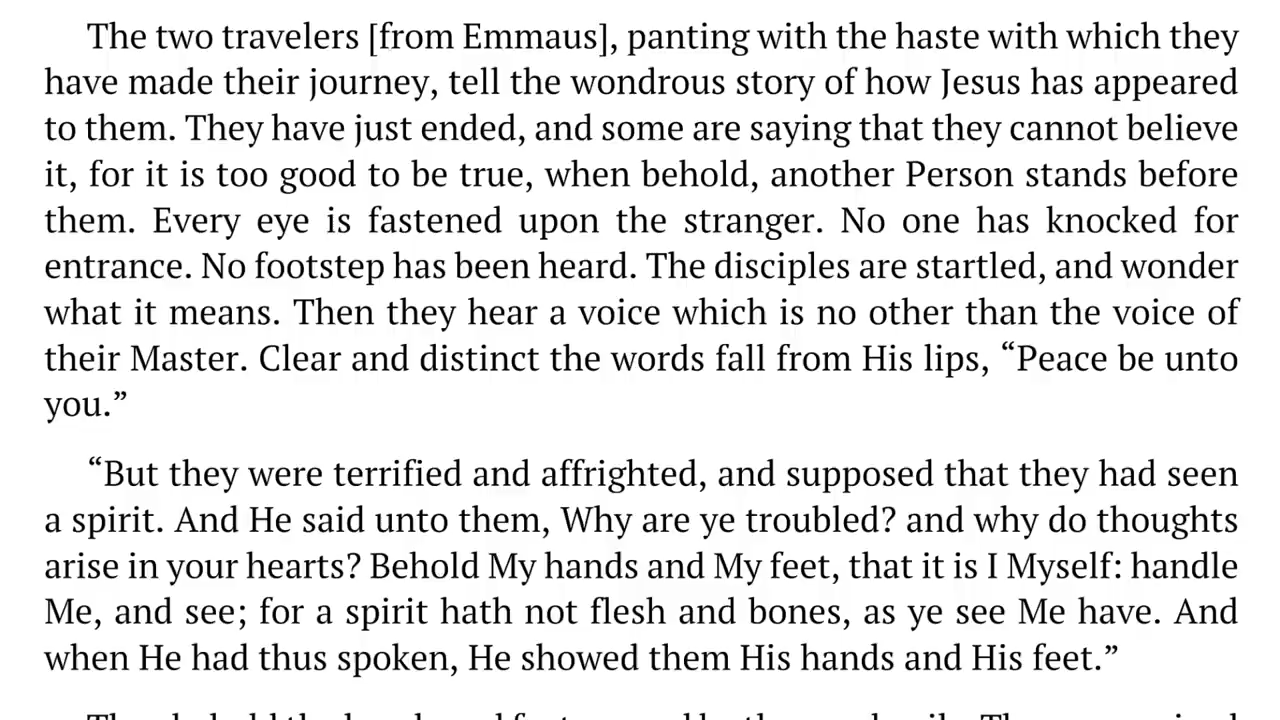 The two travelers [from Emmaus], panting with the haste with which they
have made their journey, tell the wondrous story of how Jesus has appeared
to them. They have just ended, and some are saying that they cannot believe
it, for it is too good to be true, when behold, another Person stands before
them. Every eye is fastened upon the stranger. No one has knocked for
entrance. No footstep has been heard. The disciples are startled, and wonder
what it means. Then they hear a voice which is no other than the voice of
their Master. Clear and distinct the words fall from His lips, “Peace be unto
you.”
“But they were terrified and affrighted, and supposed that they had seen
a spirit. And He said unto them, Why are ye troubled? and why do thoughts
arise in your hearts? Behold My hands and My feet, that it is I Myself: handle
Me, and see; for a spirit hath not flesh and bones, as ye see Me have. And
when He had thus spoken, He showed them His hands and His feet.”